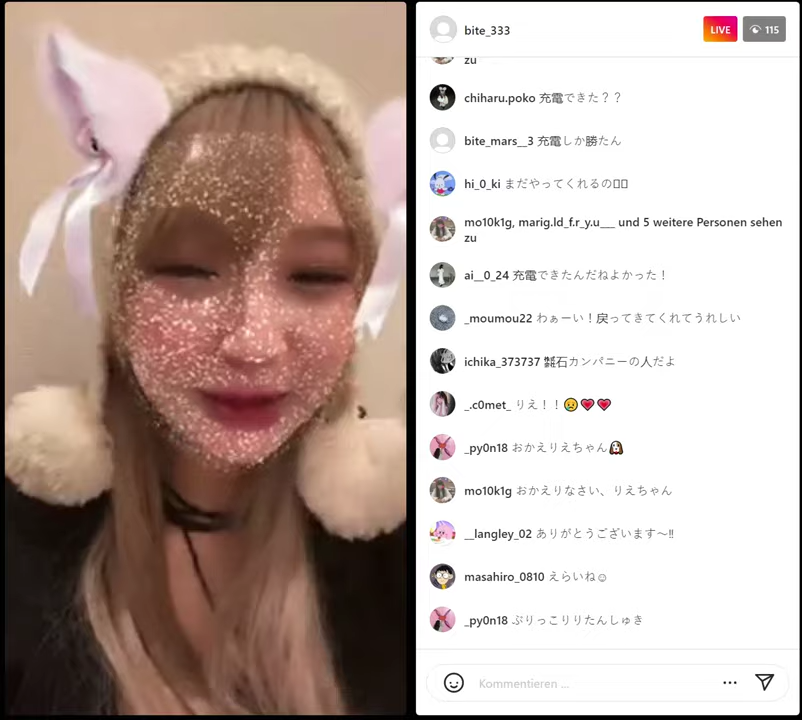 bite_333
LIVE
115
zu
chiharu.poko 充電できた？？
bite_mars__3 充電しか勝たん
hi_0_ki まだやってくれるの
mo10k1g, marig.ld_f.r_y.u___ und 5 weitere Personen sehen
zu
ai__0_24 充電できたんだねよかった！
_moumou22 わぁーい！戻ってきてくれてうれしい
ichika_373737 製石カンパニーの人だよ
_.c0met_ りえ！！😢💗💗
_py0n18 おかえりえちゃん
mo10k1g おかえりなさい、りえちゃん
__langley_02 ありがとうございます〜‼
masahiro_0810 えらいね☺
_py0n18 ぶりっこりりたんしゅき
Kommentieren ...